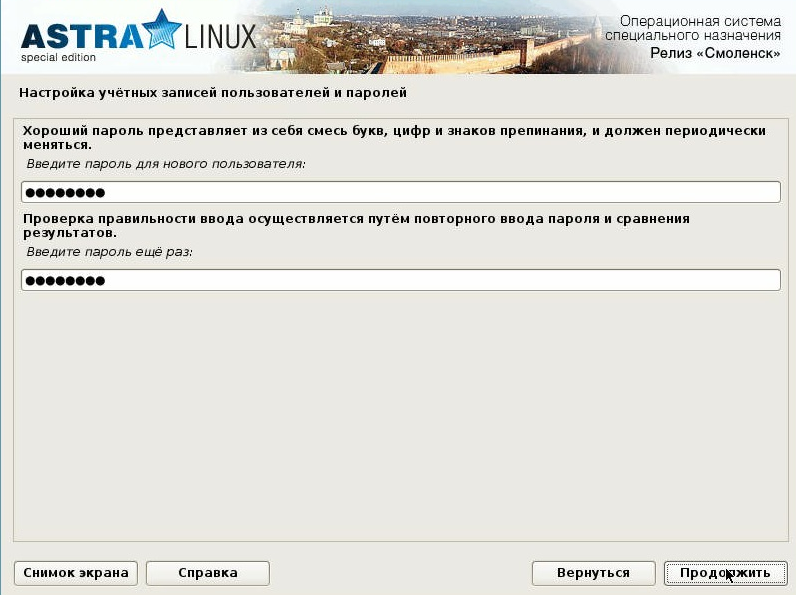 ASTRA LINUX
special edition
Операционная система
специального назначения
Релиз «Смоленск»
Настройка учётных записей пользователей и паролей
Хороший пароль представляет из себя смесь букв, цифр и знаков препинания, и должен периодически
меняться.
Введите пароль для нового пользователя:
●●●●●●●●
Проверка правильности ввода осуществляется путём повторного ввода пароля и сравнения
результатов.
Введите пароль ещё раз:
●●●●●●●●
Снимок экрана
Справка
Вернуться
Продолжить